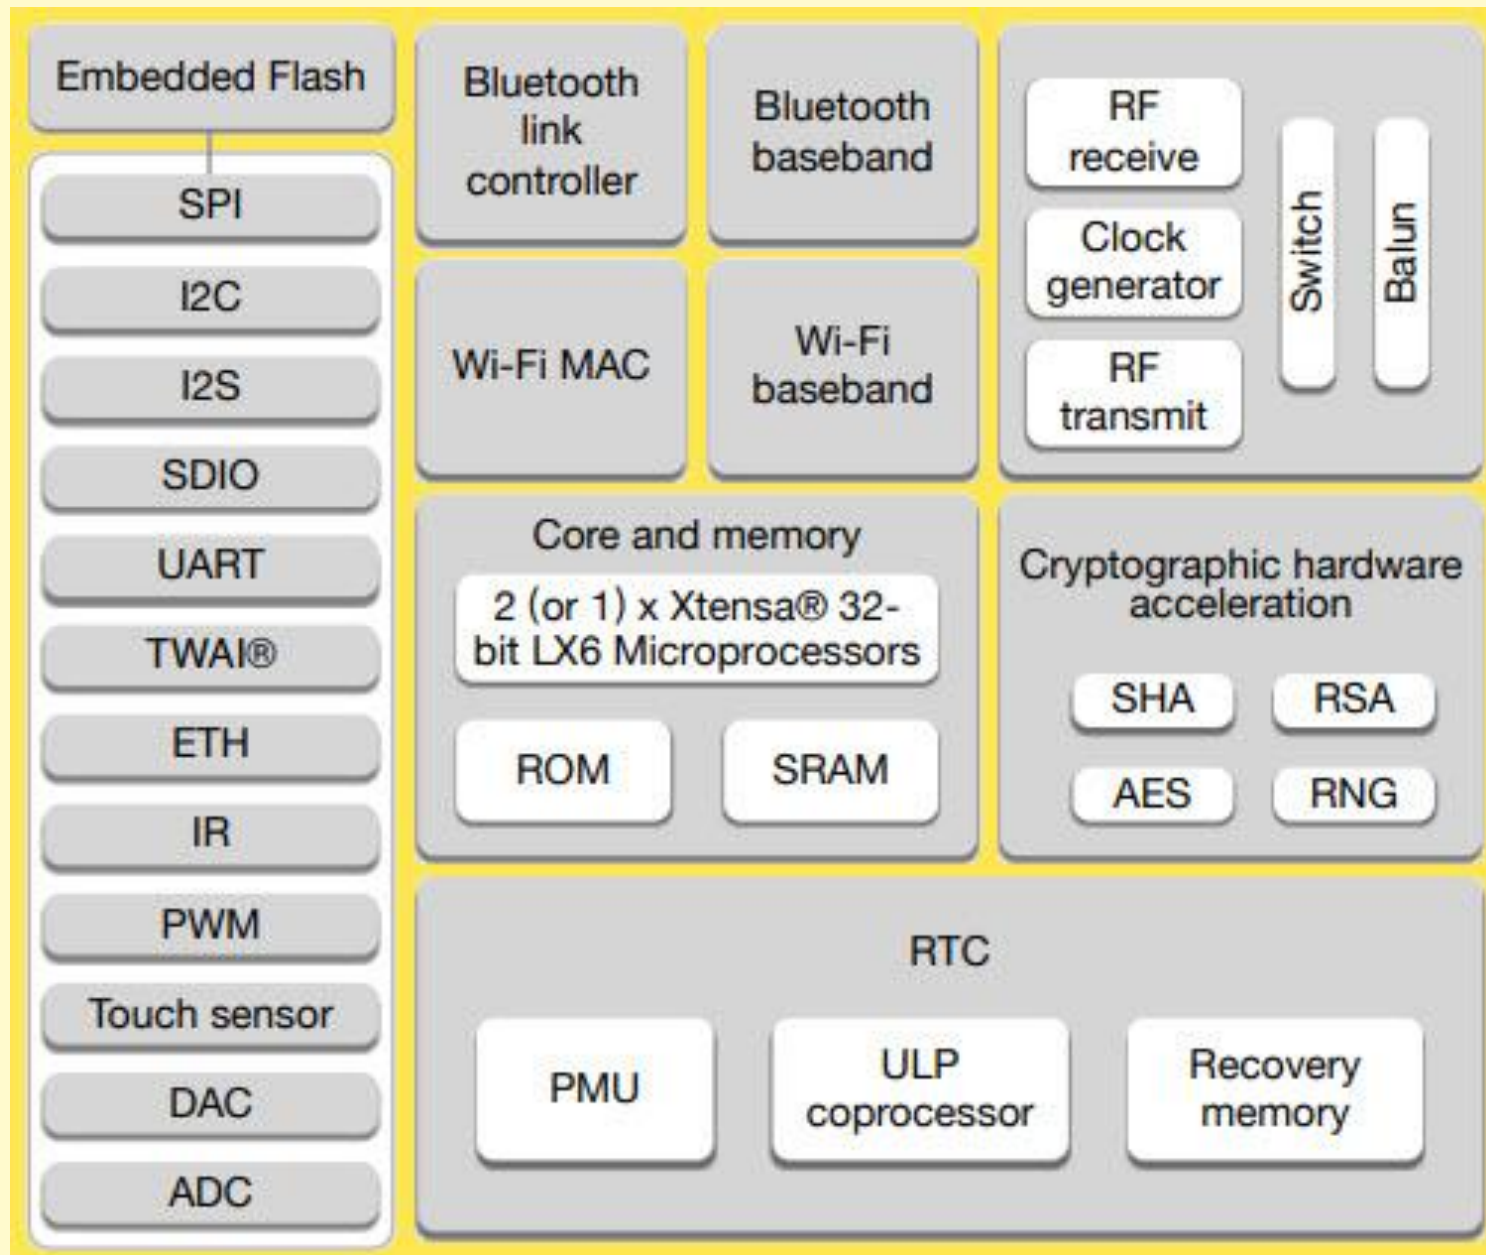 Embedded Flash
SPI
I2C
I2S
SDIO
UART
TWAI®
ETH
IR
PWM
Touch sensor
DAC
ADC
Bluetooth
link
controller
Bluetooth
baseband
Wi-Fi MAC
Wi-Fi
baseband
RF
receive
Clock
generator
RF
transmit
Switch
Balun
Core and memory
2 (or 1) x Xtensa® 32-
bit LX6 Microprocessors
ROM
SRAM
Cryptographic hardware
acceleration
SHA
RSA
AES
RNG
RTC
PMU
ULP
coprocessor
Recovery
memory